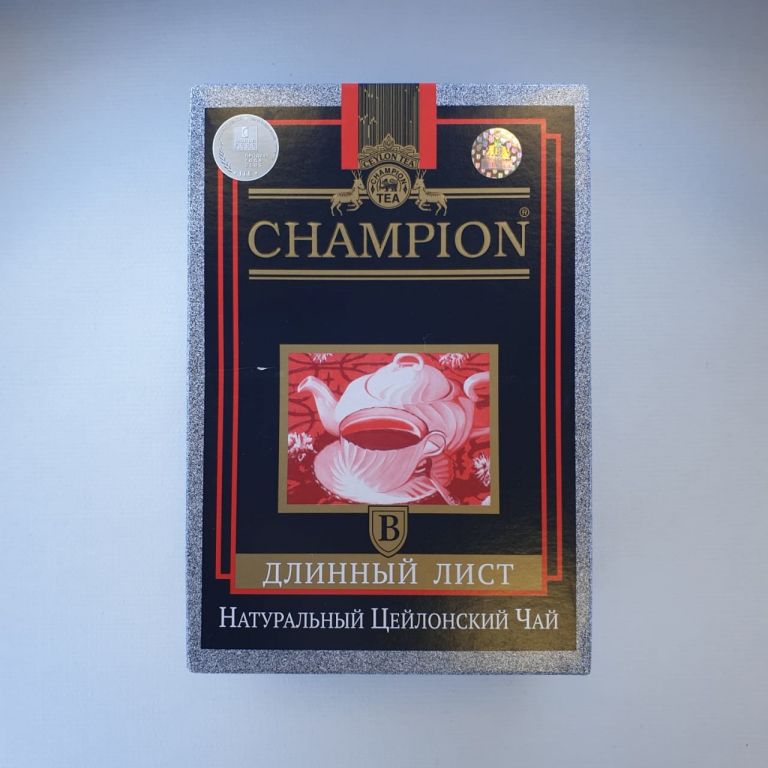 CEYLON TEA
CHAMPION
TEA
CHAMPION®
B
ДЛИННЫЙ ЛИСТ
НАТУРАЛЬНЫЙ ЦЕЙЛОНСКИЙ ЧАЙ